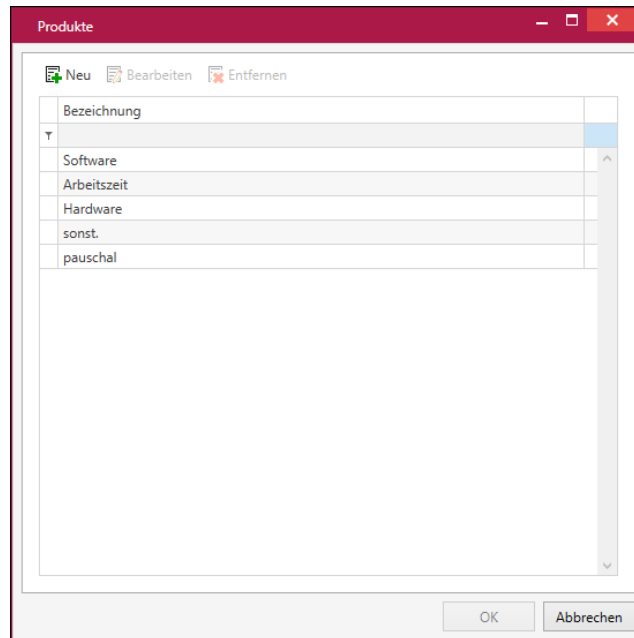 Produkte
Neu Bearbeiten Entfernen
Bezeichnung
Software
Arbeitszeit
Hardware
sonst.
pauschal
OK Abbrechen